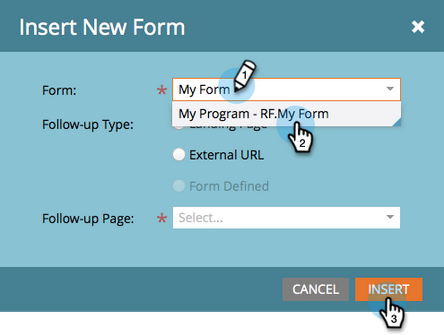 Insert New Form
Form: * My Form
1
My Program - RF.My Form
2
Follow-up Type: Landing Page
External URL
Form Defined
Follow-up Page: * Select...
CANCEL INSERT
3